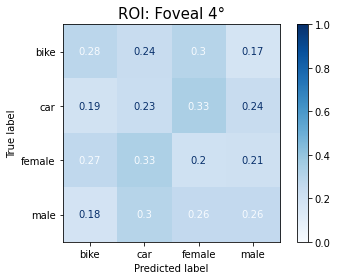 ROI: Foveal 4°
1.0
bike 0.28 0.24 0.3 0.17
0.8
car 0.19 0.23 0.33 0.24
0.6
True label
0.4
female 0.27 0.33 0.2 0.21
0.2
male 0.18 0.3 0.26 0.26
0.0
bike car female male
Predicted label